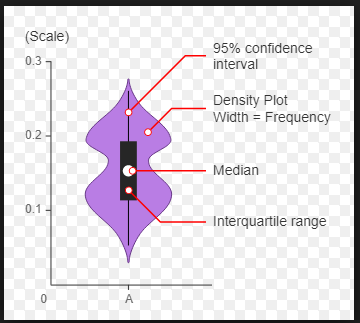 (Scale)
0.3
0.2
0.1
0
A
95% confidence
interval
Density Plot
Width = Frequency
Median
Interquartile range